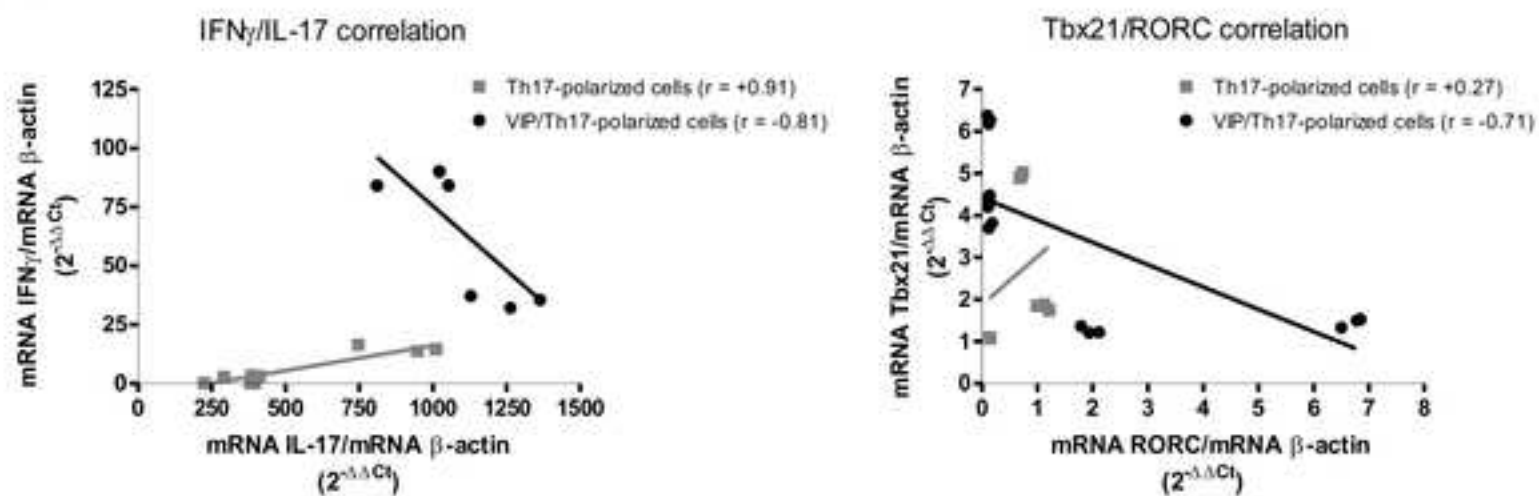 IFNγ/IL-17 correlation
Th17-polarized cells (r = +0.91)
VIP/Th17-polarized cells (r = -0.81)
mRNA IFNγ/mRNA β-actin
(2^-ΔΔCt)
125
100
75
50
25
0
0 250 500 750 1000 1250 1500
mRNA IL-17/mRNA β-actin
(2^-ΔΔCt)
Tbx21/RORC correlation
Th17-polarized cells (r = +0.27)
VIP/Th17-polarized cells (r = -0.71)
mRNA Tbx21/mRNA β-actin
(2^-ΔΔCt)
7
6
5
4
3
2
1
0
0 1 2 3 4 5 6 7 8
mRNA RORC/mRNA β-actin
(2^-ΔΔCt)